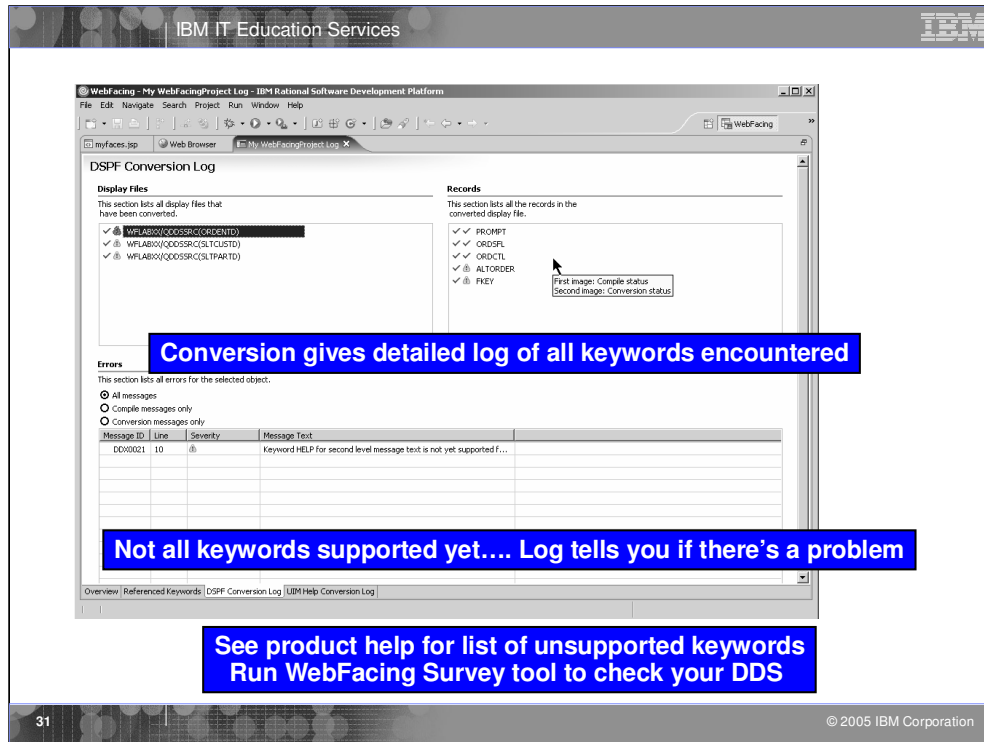 IBM IT Education Services
IBM
WebFacing - My WebFacingProject Log - IBM Rational Software Development Platform
File Edit Navigate Search Project Run Window Help
WebFacing
myfaces.jsp Web Browser My WebFacingProject Log
DSPF Conversion Log
Display Files
This section lists all display files that
have been converted.
WFLABXX/QDDSSRC(ORDENTD)
WFLABXX/QDDSSRC(SLTCUSTD)
WFLABXX/QDDSSRC(SLTPARTD)
Records
This section lists all the records in the
converted display file.
PROMPT
ORDSFL
ORDCTL
ALTORDER
FKEY
First image: Compile status
Second image: Conversion status
Conversion gives detailed log of all keywords encountered
Errors
This section lists all errors for the selected object.
All messages
Compile messages only
Conversion messages only
Message ID Line Severity Message Text
DDX0021 10 Keyword HELP for second level message text is not yet supported f...
Not all keywords supported yet.... Log tells you if there's a problem
Overview Referenced Keywords DSPF Conversion Log UIM Help Conversion Log
See product help for list of unsupported keywords
Run WebFacing Survey tool to check your DDS
31
© 2005 IBM Corporation